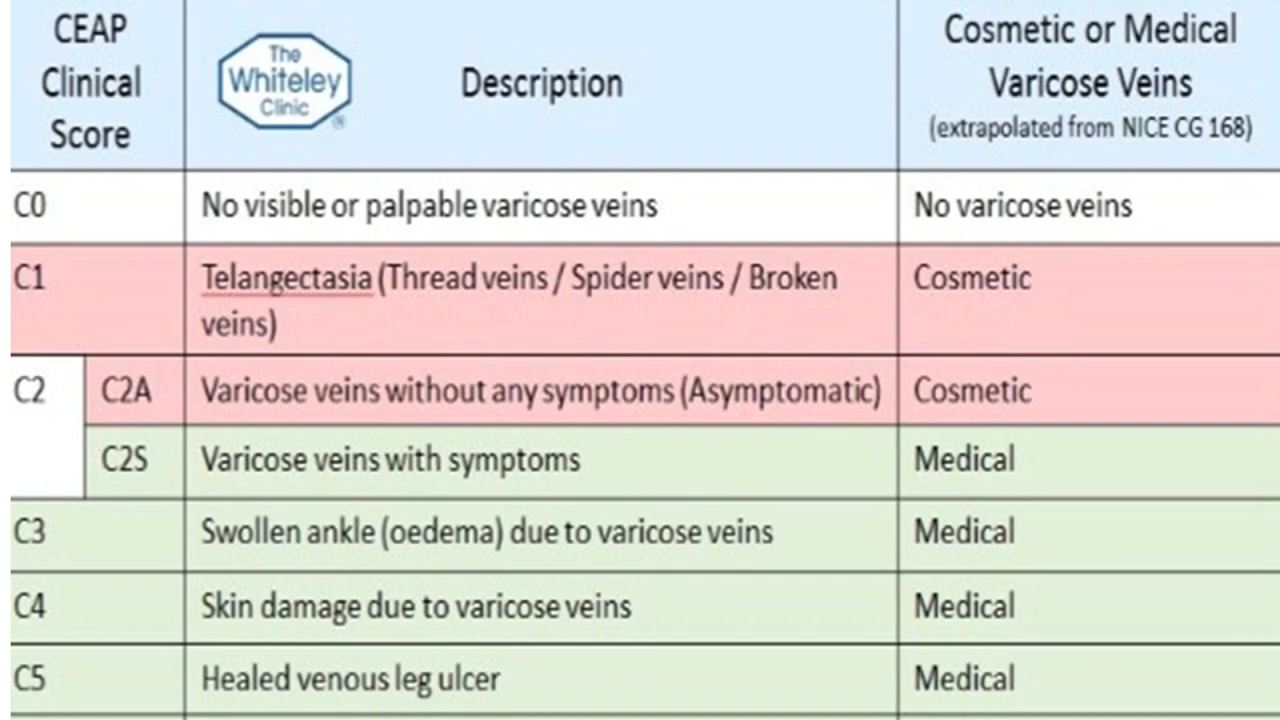 CEAP
Clinical
Score
The
Whiteley
Clinic
®
Description
Cosmetic or Medical
Varicose Veins
(extrapolated from NICE CG 168)
C0 No visible or palpable varicose veins No varicose veins
C1 Telangectasia (Thread veins / Spider veins / Broken Cosmetic
veins)
C2 C2A Varicose veins without any symptoms (Asymptomatic) Cosmetic
C2S Varicose veins with symptoms Medical
C3 Swollen ankle (oedema) due to varicose veins Medical
C4 Skin damage due to varicose veins Medical
C5 Healed venous leg ulcer Medical